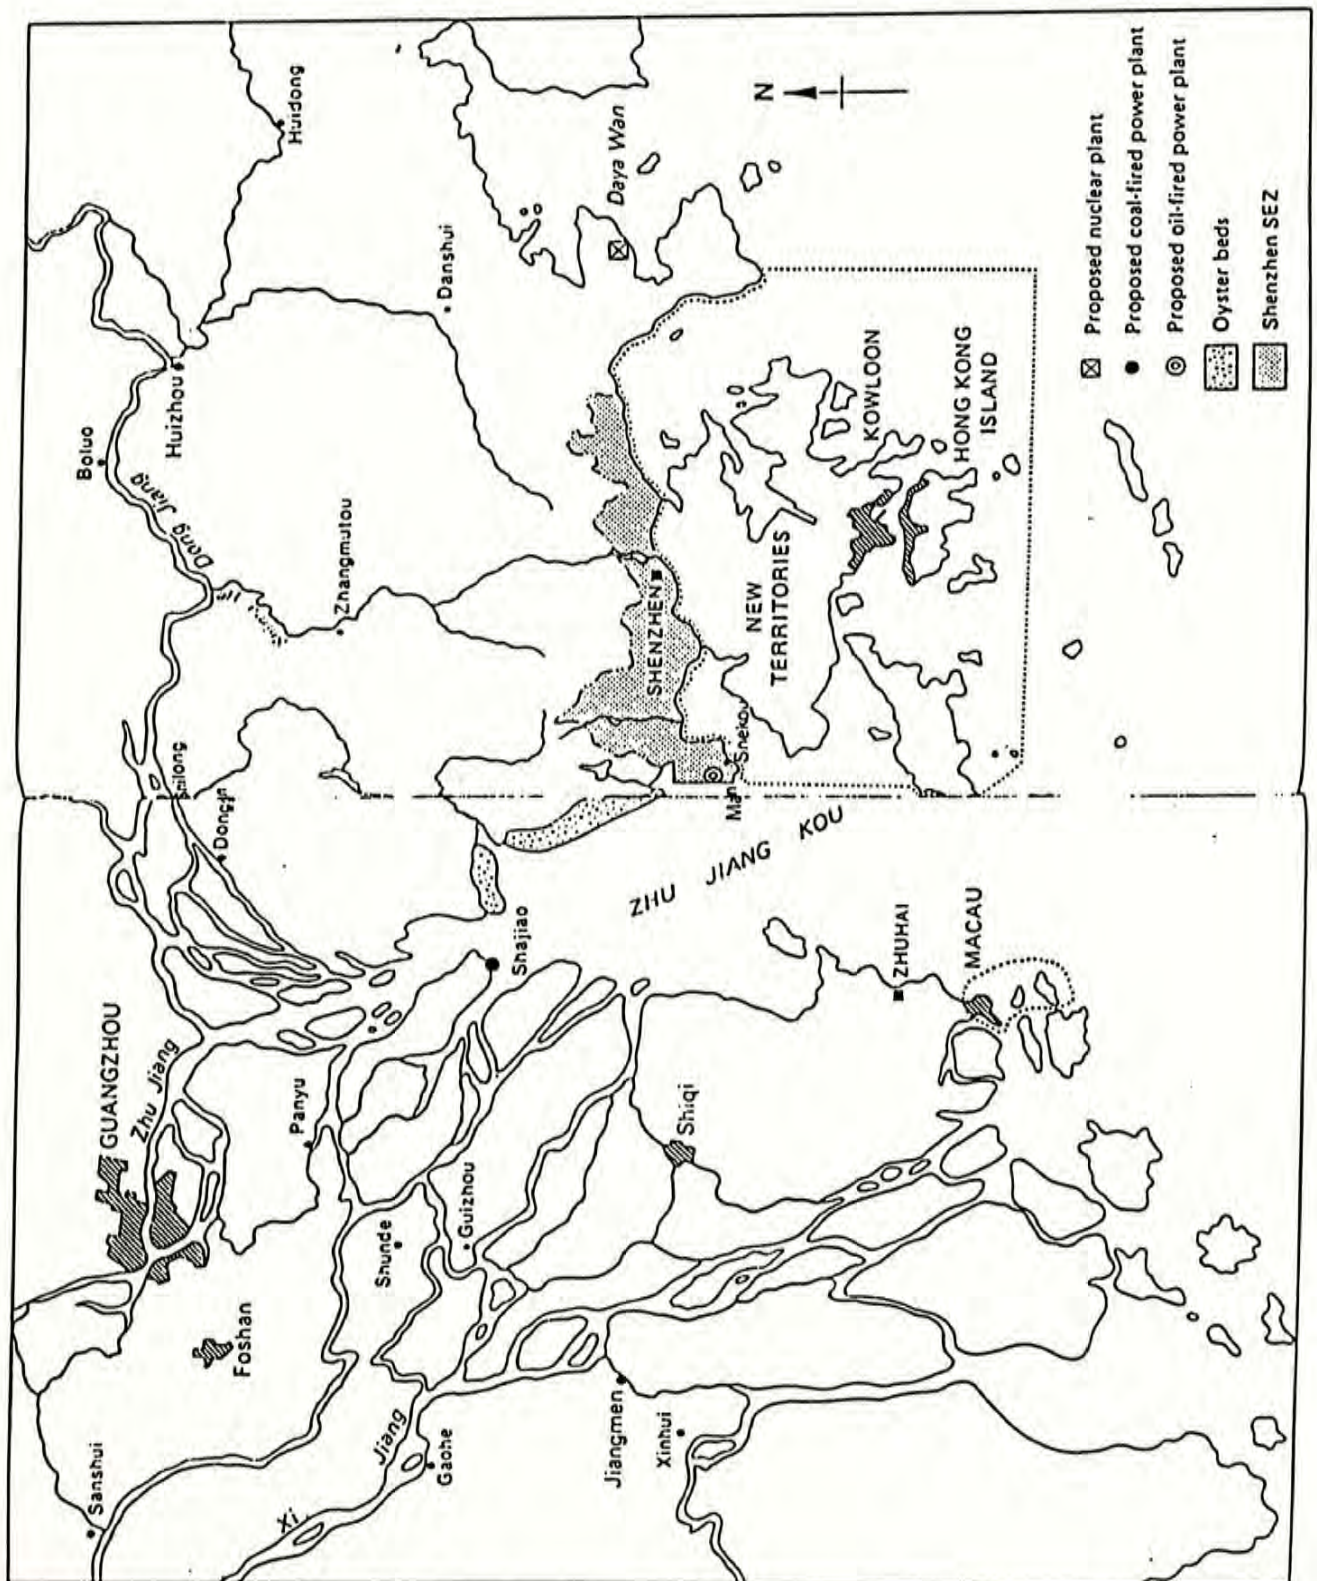 Sanshui
Foshan
GUANGZHOU
Zhu Jiang
Panyu
Shunde
Guizhou
Xi
Jiang
Gaohe
Jiangmen
Xinhui
Shiqi
Shajiao
ZHU JIANG KOU
ZHUHAI
MACAU
Boluo
Huizhou
Dong Jiang
Huidong
Zhangmutou
Danshui
Daya Wan
SHENZHEN
NEW
TERRITORIES
KOWLOON
HONG KONG
ISLAND
N
Proposed nuclear plant
Proposed coal-fired power plant
Proposed oil-fired power plant
Oyster beds
Shenzhen SEZ